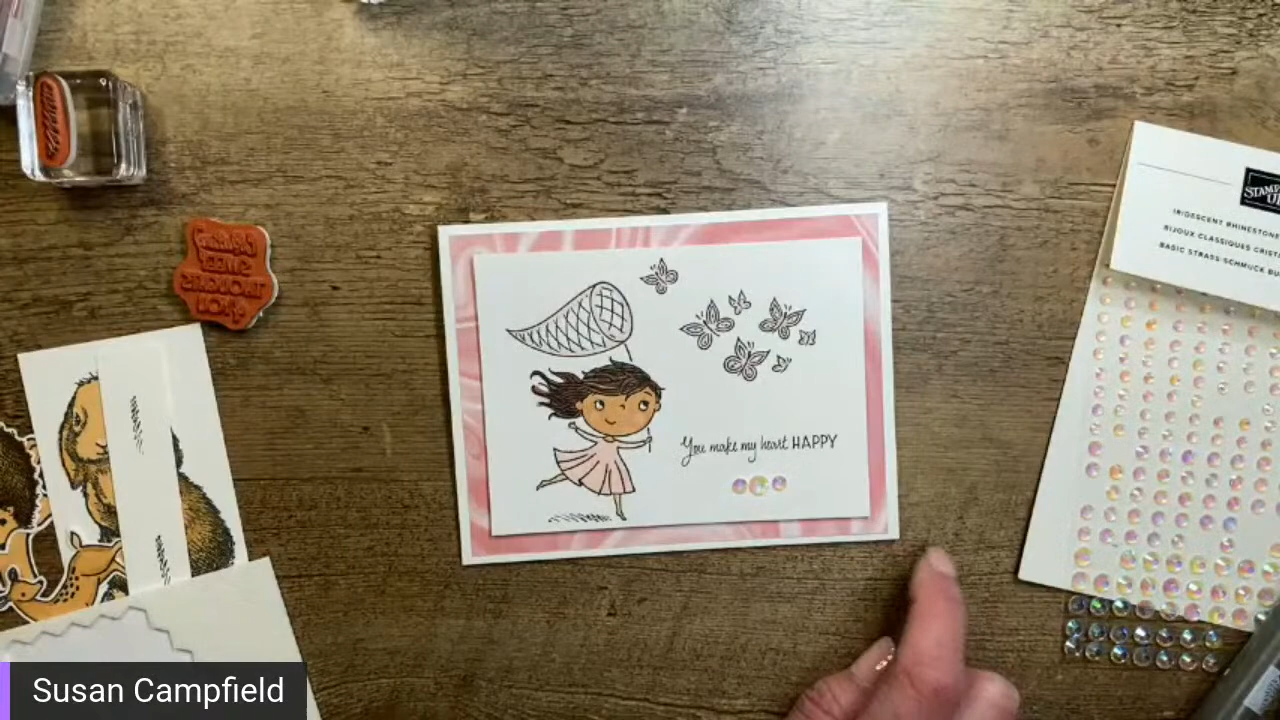 STAMPIN'
UP!
IRIDESCENT RHINESTONE
BIJOUX CLASSIQUES CRISTA
BASIC STRASS-SCHMUCK BU
You make my heart HAPPY
Susan Campfield